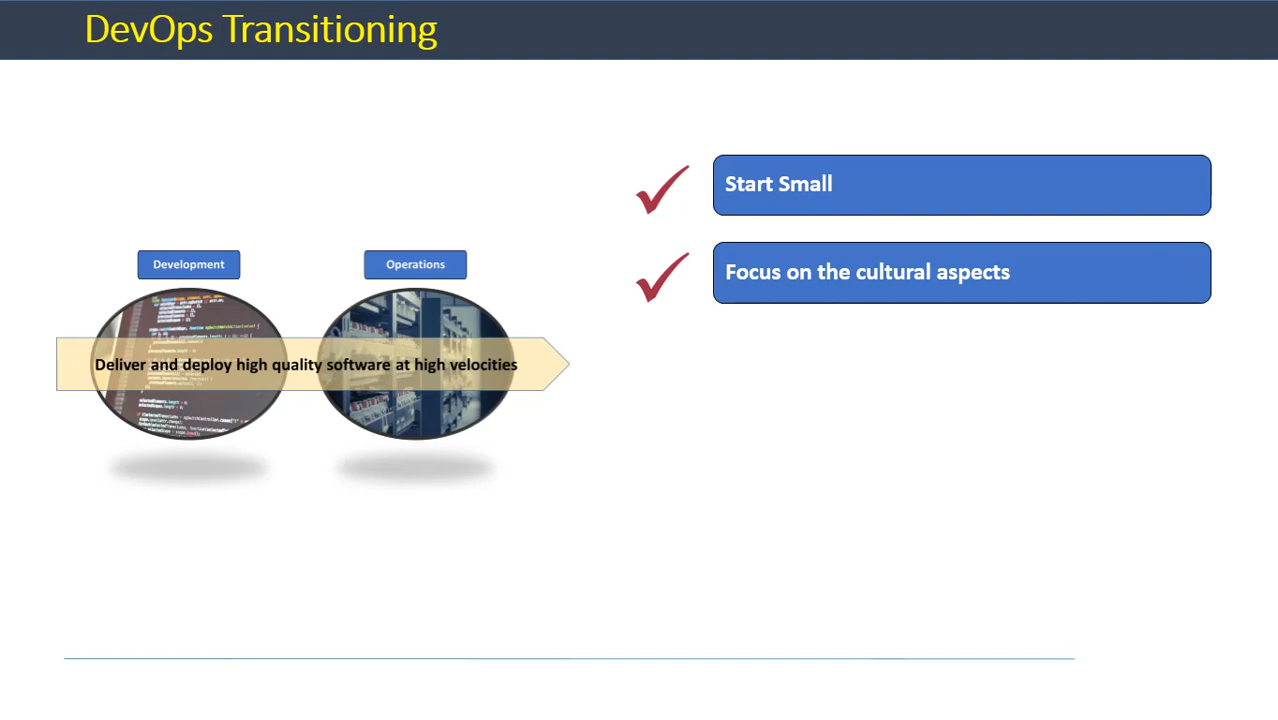 DevOps Transitioning
Start Small
Focus on the cultural aspects
Development
Operations
Deliver and deploy high quality software at high velocities